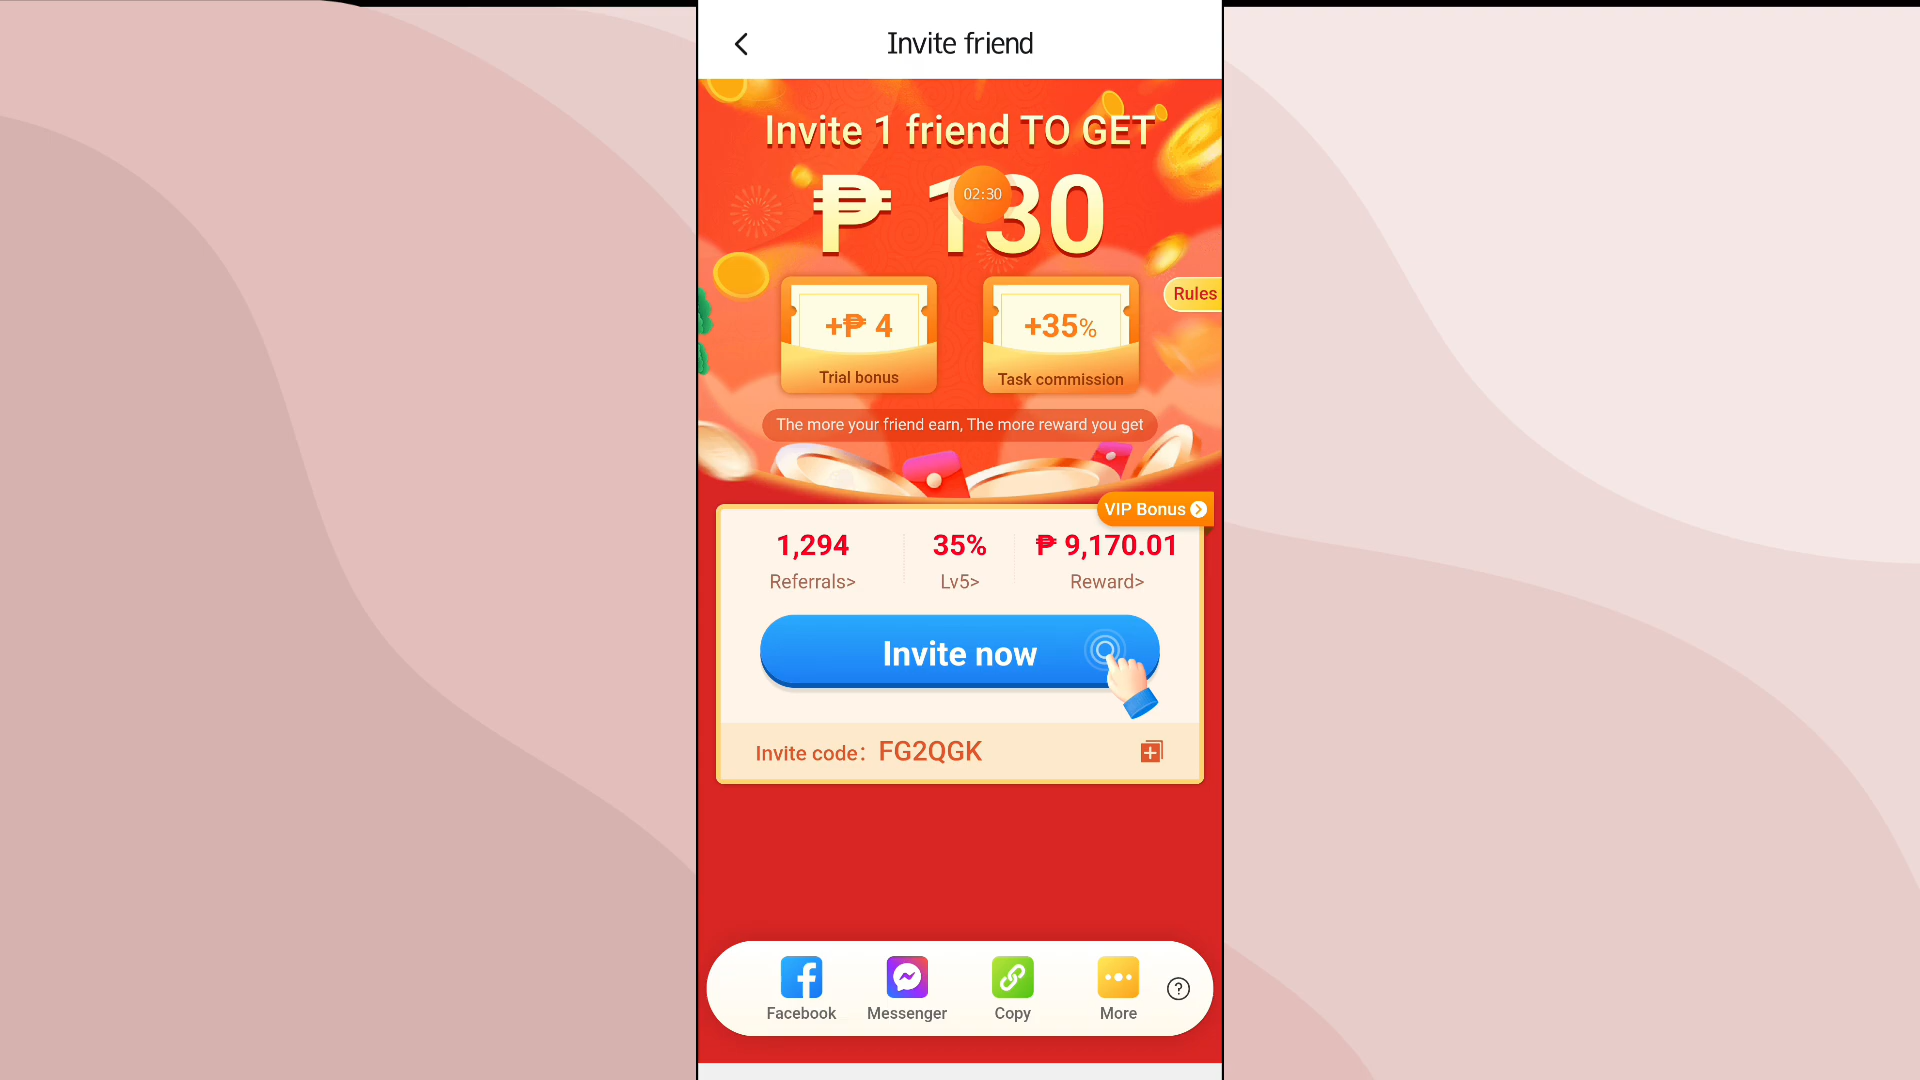 Invite friend
Invite 1 friend TO GET
₱ 130
02:30
Rules
+₱ 4
+35%
Trial bonus
Task commission
The more your friend earn, The more reward you get
VIP Bonus
1,294
35%
₱ 9,170.01
Referrals>
Lv5>
Reward>
Invite now
Invite code: FG2QGK
Facebook
Messenger
Copy
More
?